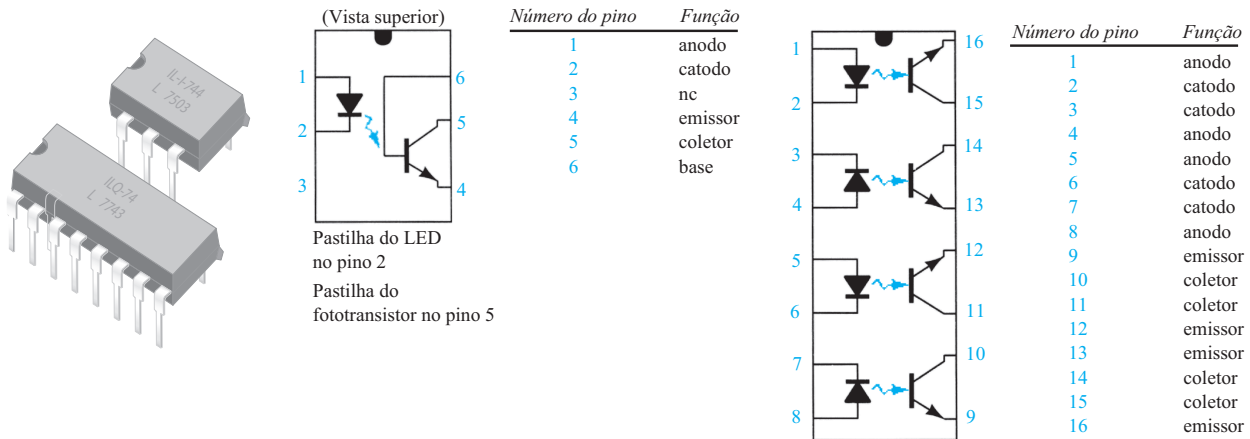 IL-I-744
L 7503
ILQ-74
L 7743
(Vista superior)
1
2
3
6
5
4
Pastilha do LED
no pino 2
Pastilha do
fototransistor no pino 5
Número do pino Função
1 anodo
2 catodo
3 nc
4 emissor
5 coletor
6 base
1
2
3
4
5
6
7
8
16
15
14
13
12
11
10
9
Número do pino Função
1 anodo
2 catodo
3 catodo
4 anodo
5 anodo
6 catodo
7 catodo
8 anodo
9 emissor
10 coletor
11 coletor
12 emissor
13 emissor
14 coletor
15 coletor
16 emissor